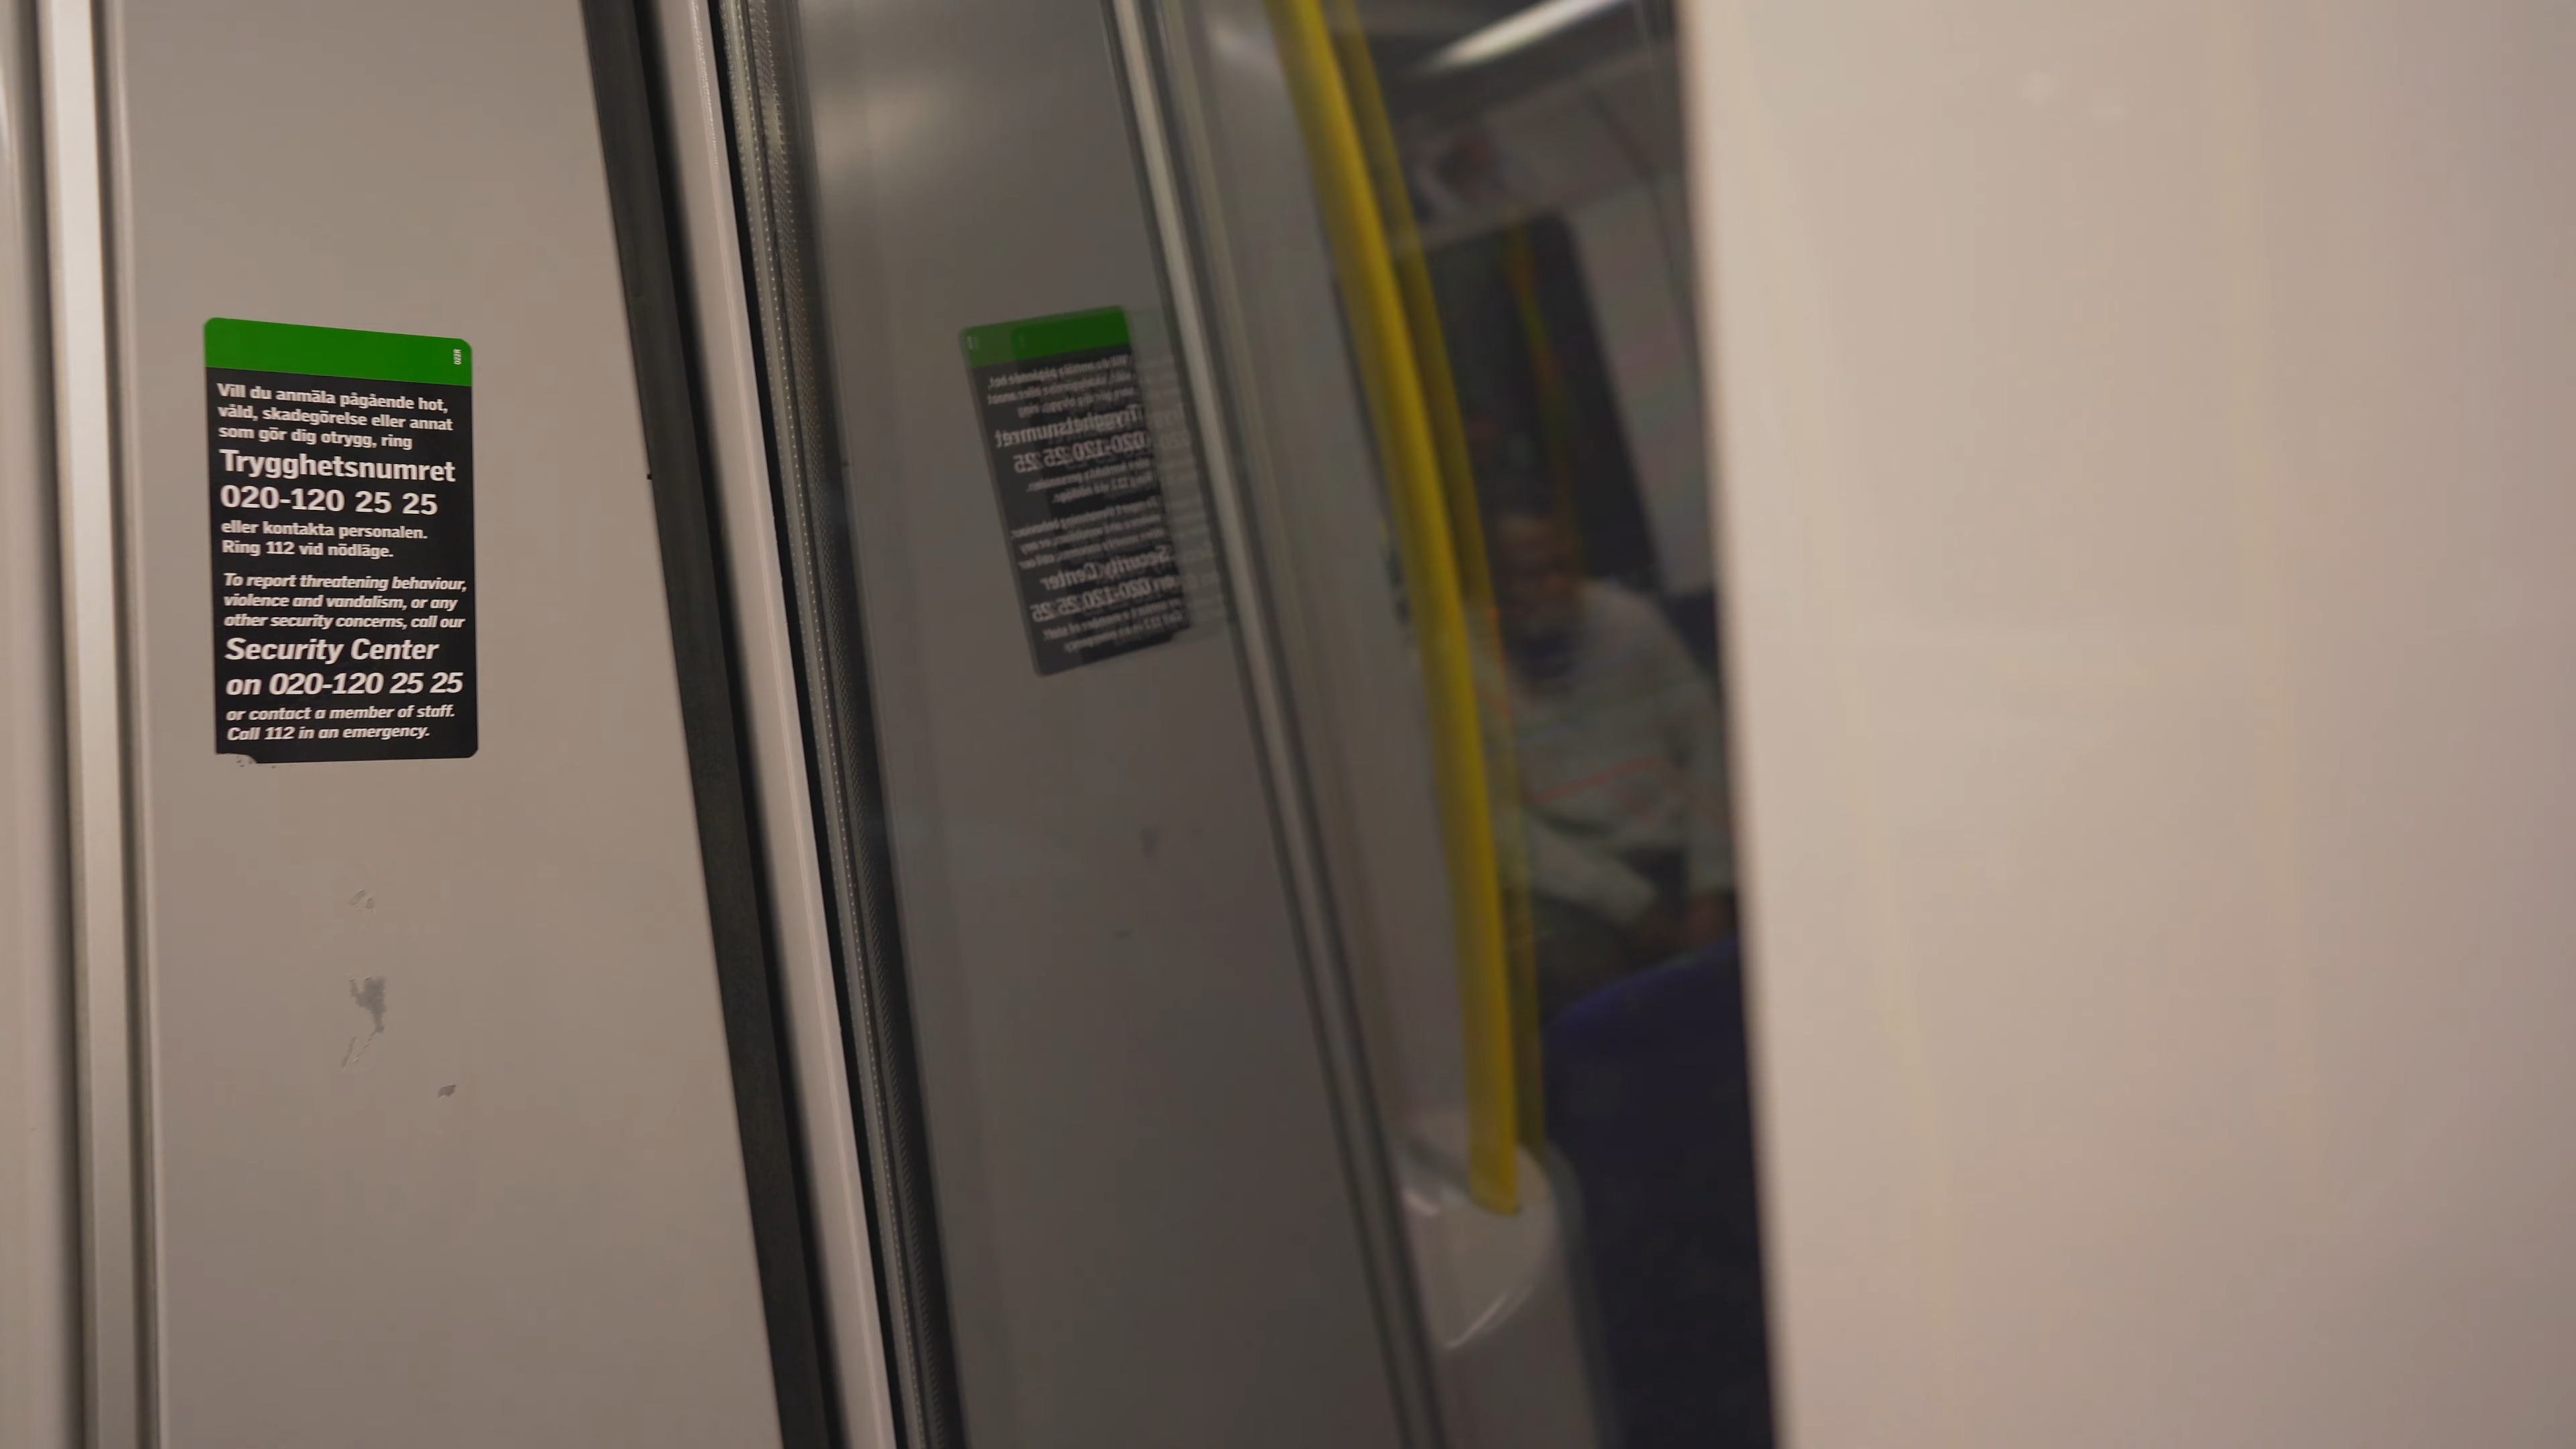 022R
Vill du anmäla pågående hot,
våld, skadegörelse eller annat
som gör dig otrygg, ring
Trygghetsnumret
020-120 25 25
eller kontakta personalen.
Ring 112 vid nödläge.
To report threatening behaviour,
violence and vandalism, or any
other security concerns, call our
Security Center
on 020-120 25 25
or contact a member of staff.
Call 112 in an emergency.